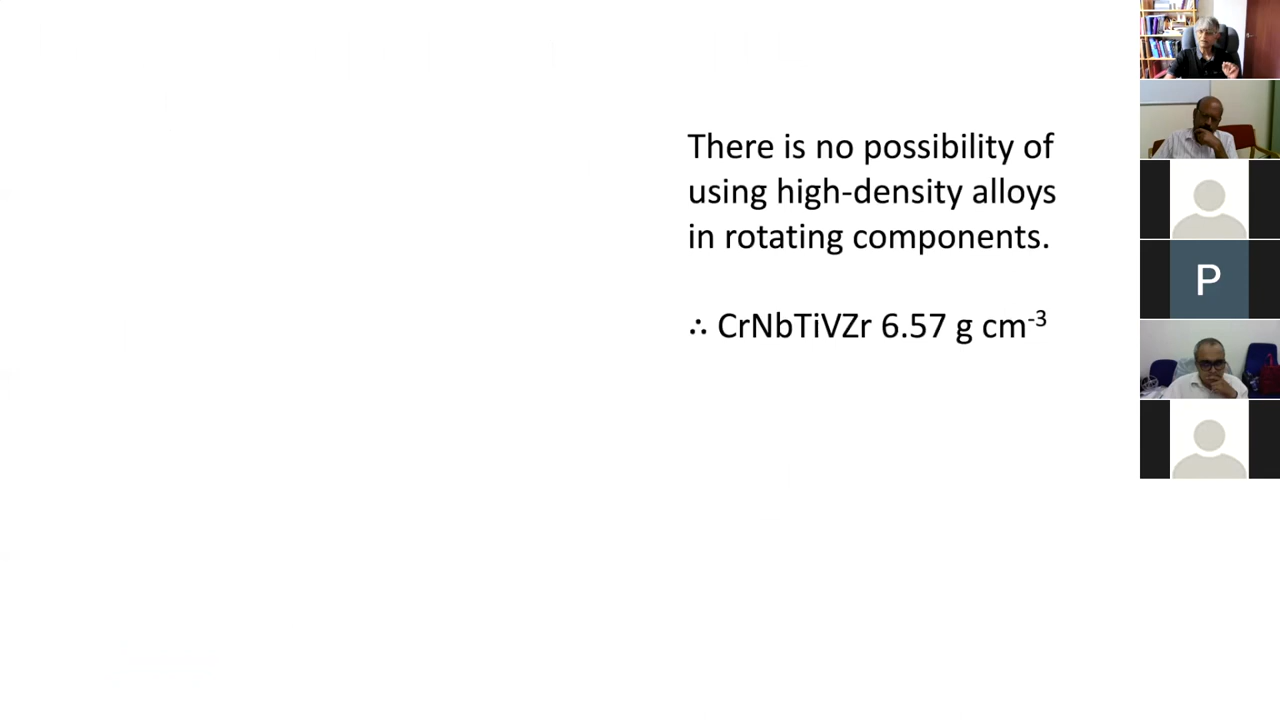 There is no possibility of
using high-density alloys
in rotating components.
∴ CrNbTiVZr 6.57 g cm⁻³
P